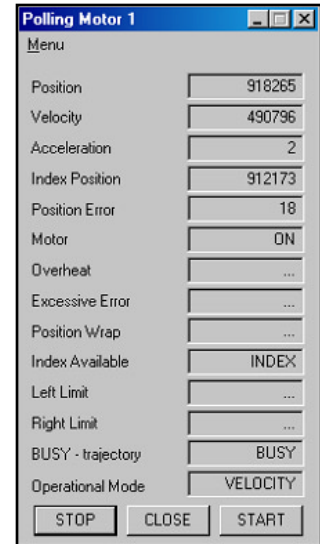 Polling Motor 1
Menu
Position 918265
Velocity 490796
Acceleration 2
Index Position 912173
Position Error 18
Motor ON
Overheat ...
Excessive Error ...
Position Wrap ...
Index Available INDEX
Left Limit ...
Right Limit ...
BUSY - trajectory BUSY
Operational Mode VELOCITY
STOP CLOSE START